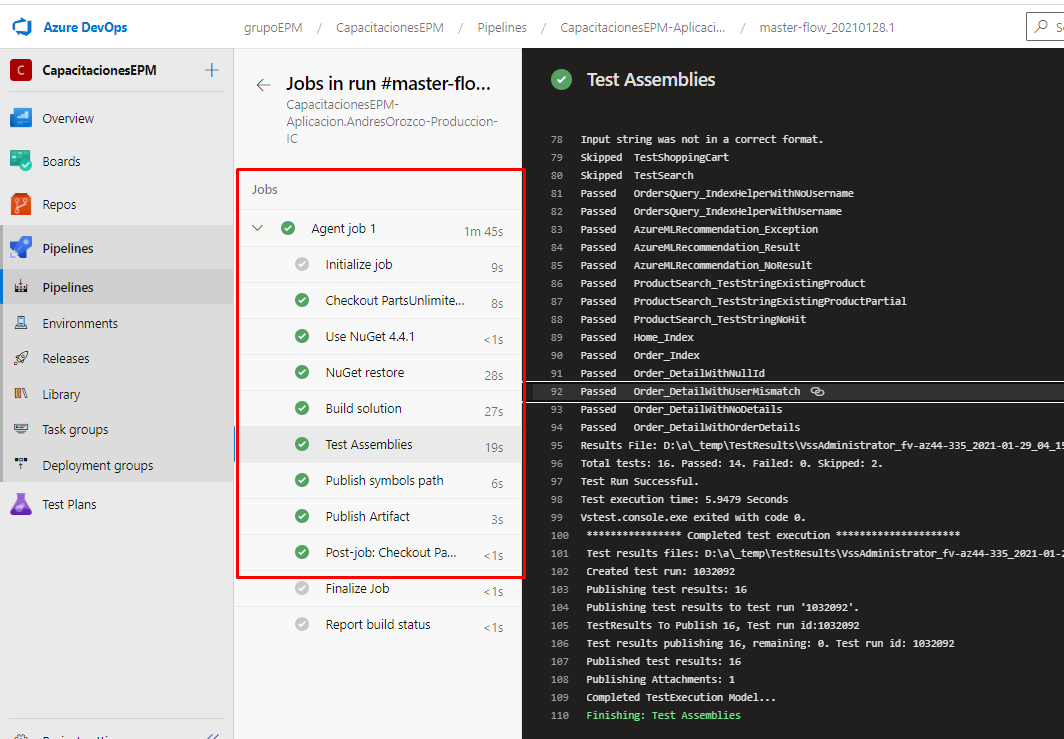 Azure DevOps
grupoEPM / CapacitacionesEPM / Pipelines / CapacitacionesEPM-Aplicaci... / master-flow_20210128.1
C CapacitacionesEPM +
Overview
Boards
Repos
Pipelines
Pipelines
Environments
Releases
Library
Task groups
Deployment groups
Test Plans
Jobs in run #master-flo...
CapacitacionesEPM-
Aplicacion.AndresOrozco-Produccion-
IC
Jobs
Agent job 1 1m 45s
Initialize job 9s
Checkout PartsUnlimite... 8s
Use NuGet 4.4.1 <1s
NuGet restore 28s
Build solution 27s
Test Assemblies 19s
Publish symbols path 6s
Publish Artifact 3s
Post-job: Checkout Pa... <1s
Finalize Job <1s
Report build status <1s
Test Assemblies
78 Input string was not in a correct format.
79 Skipped TestShoppingCart
80 Skipped TestSearch
81 Passed OrdersQuery_IndexHelperWithNoUsername
82 Passed OrdersQuery_IndexHelperWithUsername
83 Passed AzureMLRecommendation_Exception
84 Passed AzureMLRecommendation_Result
85 Passed AzureMLRecommendation_NoResult
86 Passed ProductSearch_TestStringExistingProduct
87 Passed ProductSearch_TestStringExistingProductPartial
88 Passed ProductSearch_TestStringNoHit
89 Passed Home_Index
90 Passed Order_Index
91 Passed Order_DetailWithNullId
92 Passed Order_DetailWithUserMismatch
93 Passed Order_DetailWithNoDetails
94 Passed Order_DetailWithOrderDetails
95 Results File: D:\a\_temp\TestResults\VssAdministrator_fv-az44-335_2021-01-29_04_15
96 Total tests: 16. Passed: 14. Failed: 0. Skipped: 2.
97 Test Run Successful.
98 Test execution time: 5.9479 Seconds
99 Vstest.console.exe exited with code 0.
100 **************** Completed test execution *********************
101 Test results files: D:\a\_temp\TestResults\VssAdministrator_fv-az44-335_2021-01-2
102 Created test run: 1032092
103 Publishing test results: 16
104 Publishing test results to test run '1032092'.
105 TestResults To Publish 16, Test run id:1032092
106 Test results publishing 16, remaining: 0. Test run id: 1032092
107 Published test results: 16
108 Publishing Attachments: 1
109 Completed TestExecution Model...
110 Finishing: Test Assemblies